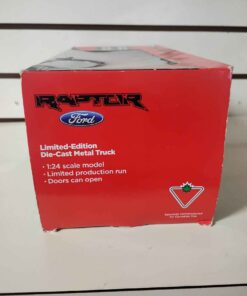 RAPTOR
Ford
Limited-Edition
Die-Cast Metal Truck
· 1:24 scale model
· Limited production run
· Doors can open